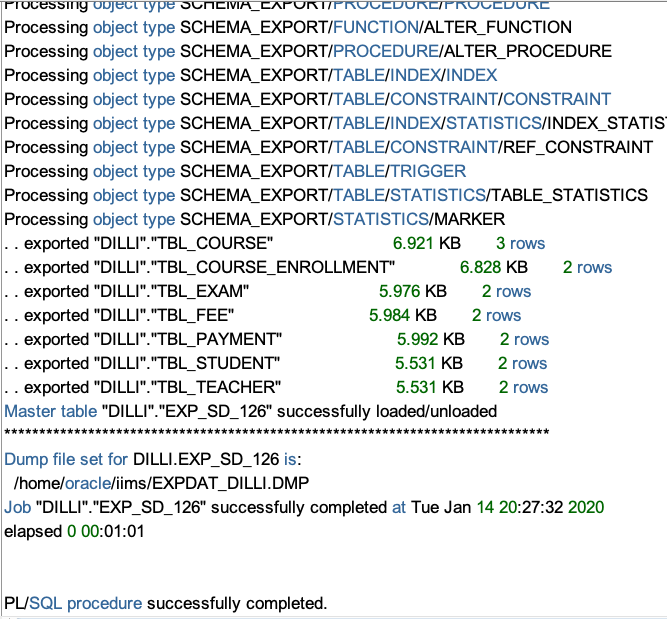 Processing object type SCHEMA_EXPORT/PROCEDURE/PROCEDURE
Processing object type SCHEMA_EXPORT/FUNCTION/ALTER_FUNCTION
Processing object type SCHEMA_EXPORT/PROCEDURE/ALTER_PROCEDURE
Processing object type SCHEMA_EXPORT/TABLE/INDEX/INDEX
Processing object type SCHEMA_EXPORT/TABLE/CONSTRAINT/CONSTRAINT
Processing object type SCHEMA_EXPORT/TABLE/INDEX/STATISTICS/INDEX_STATIST
Processing object type SCHEMA_EXPORT/TABLE/CONSTRAINT/REF_CONSTRAINT
Processing object type SCHEMA_EXPORT/TABLE/TRIGGER
Processing object type SCHEMA_EXPORT/TABLE/STATISTICS/TABLE_STATISTICS
Processing object type SCHEMA_EXPORT/STATISTICS/MARKER
. . exported "DILLI"."TBL_COURSE" 6.921 KB 3 rows
. . exported "DILLI"."TBL_COURSE_ENROLLMENT" 6.828 KB 2 rows
. . exported "DILLI"."TBL_EXAM" 5.976 KB 2 rows
. . exported "DILLI"."TBL_FEE" 5.984 KB 2 rows
. . exported "DILLI"."TBL_PAYMENT" 5.992 KB 2 rows
. . exported "DILLI"."TBL_STUDENT" 5.531 KB 2 rows
. . exported "DILLI"."TBL_TEACHER" 5.531 KB 2 rows
Master table "DILLI"."EXP_SD_126" successfully loaded/unloaded
******************************************************************************
Dump file set for DILLI.EXP_SD_126 is:
/home/oracle/iims/EXPDAT_DILLI.DMP
Job "DILLI"."EXP_SD_126" successfully completed at Tue Jan 14 20:27:32 2020
elapsed 0 00:01:01
PL/SQL procedure successfully completed.